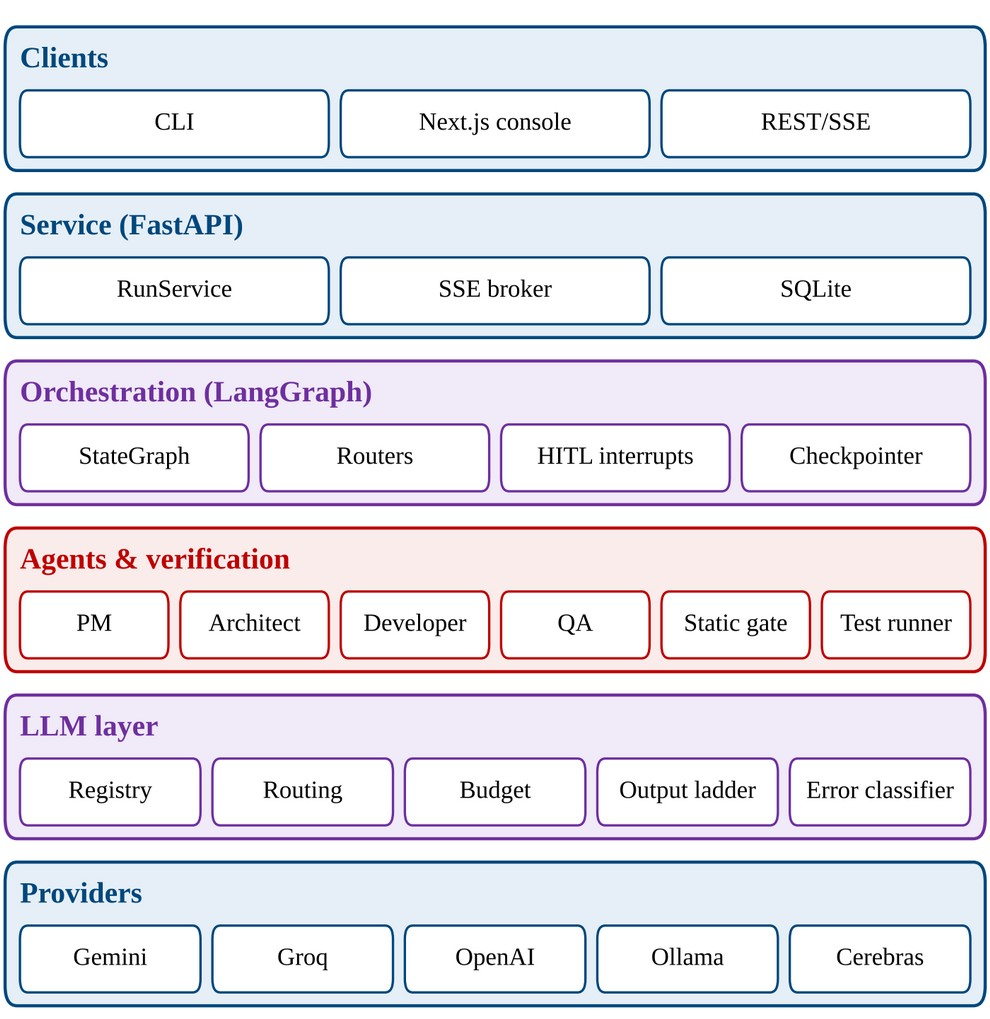 Clients
CLI
Next.js console
REST/SSE
Service (FastAPI)
RunService
SSE broker
SQLite
Orchestration (LangGraph)
StateGraph
Routers
HITL interrupts
Checkpointer
Agents & verification
PM
Architect
Developer
QA
Static gate
Test runner
LLM layer
Registry
Routing
Budget
Output ladder
Error classifier
Providers
Gemini
Groq
OpenAI
Ollama
Cerebras